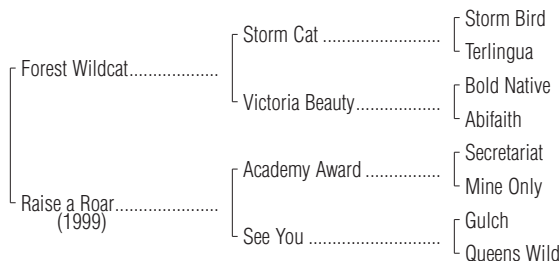 Storm Bird
Storm Cat ............................
Terlingua
Forest Wildcat...................
Bold Native
Victoria Beauty..................
Abifaith
Secretariat
Academy Award ................
Mine Only
Raise a Roar......................
(1999)
Gulch
See You ............................
Queens Wild